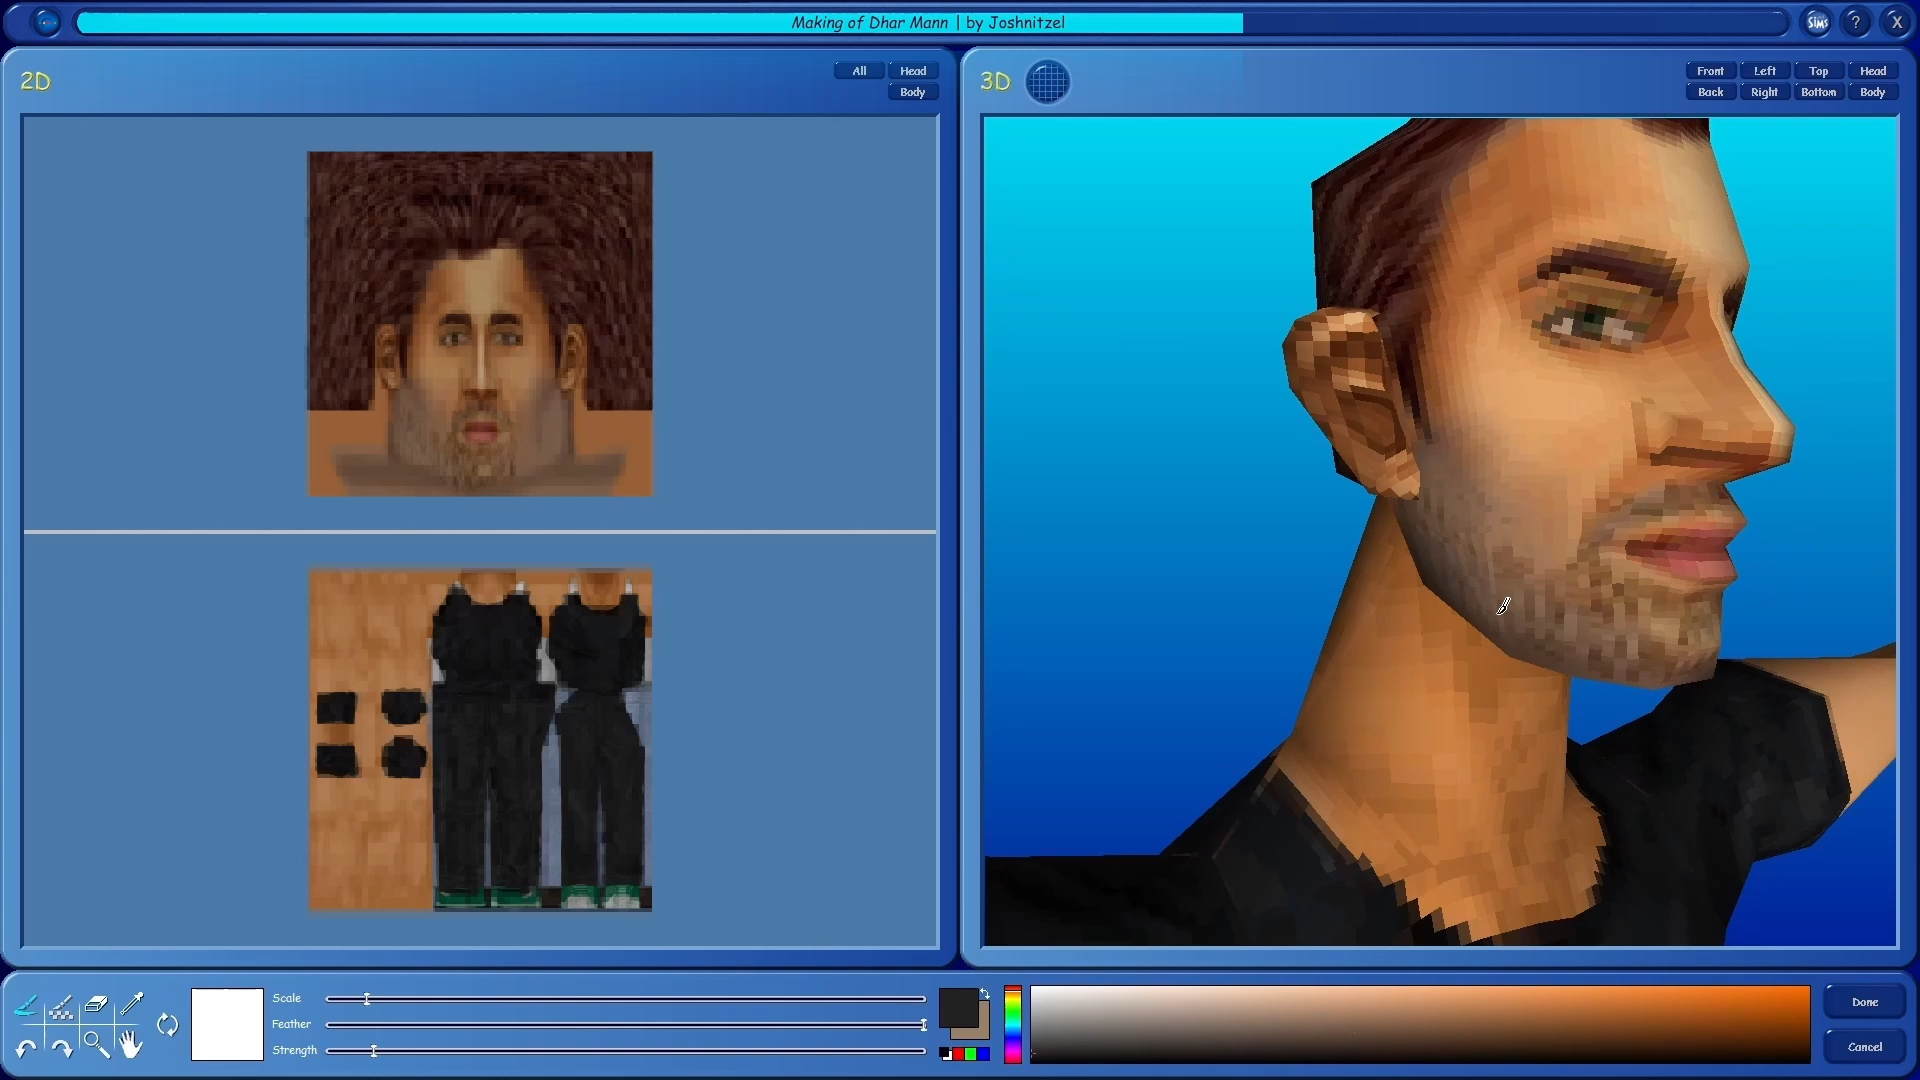 Making of Dhar Mann | by Joshnitzel
SiMS
?
X
2D
All
Head
Body
3D
Front
Left
Top
Head
Back
Right
Bottom
Body
Scale
Feather
Strength
Done
Cancel